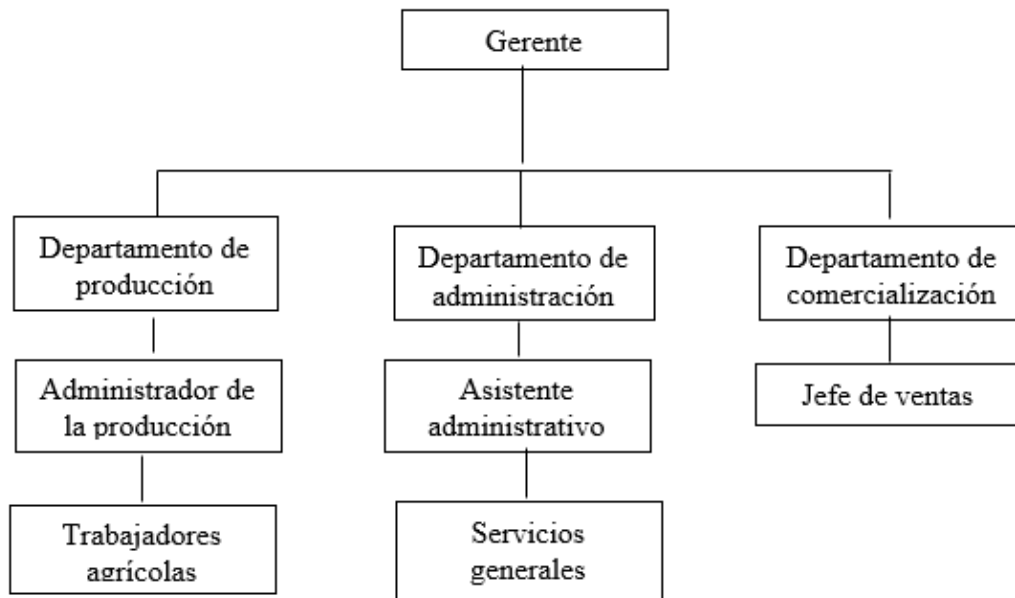 Gerente
Departamento de
producción
Departamento de
administración
Departamento de
comercialización
Administrador de
la producción
Asistente
administrativo
Jefe de ventas
Trabajadores
agrícolas
Servicios
generales